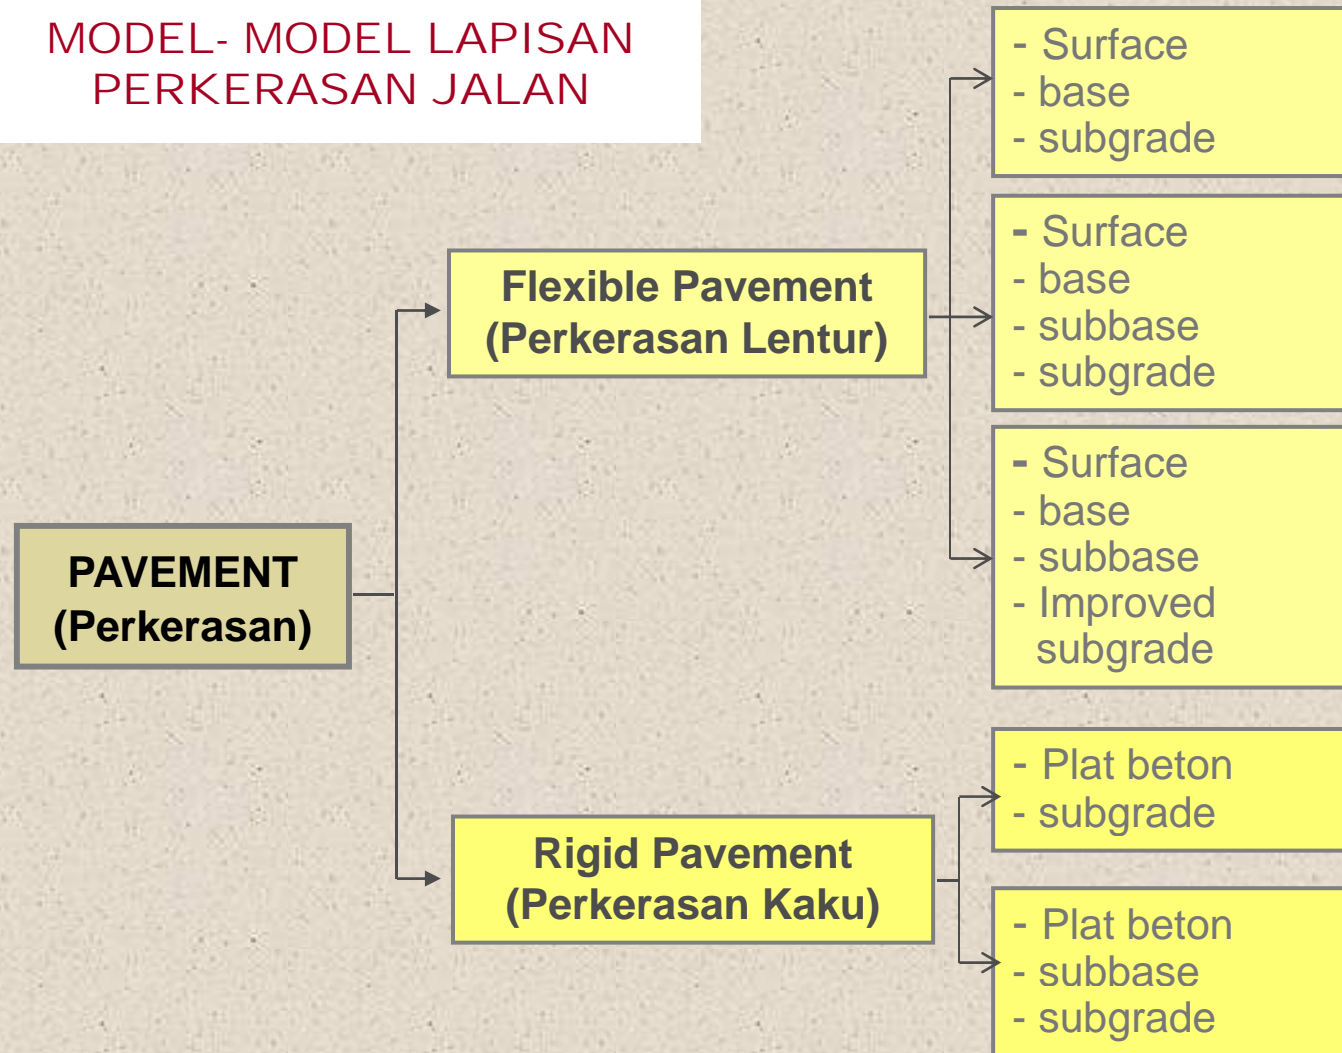 MODEL- MODEL LAPISAN
PERKERASAN JALAN
PAVEMENT
(Perkerasan)
Flexible Pavement
(Perkerasan Lentur)
- Surface
- base
- subgrade
- Surface
- base
- subbase
- subgrade
- Surface
- base
- subbase
- Improved
subgrade
Rigid Pavement
(Perkerasan Kaku)
- Plat beton
- subgrade
- Plat beton
- subbase
- subgrade